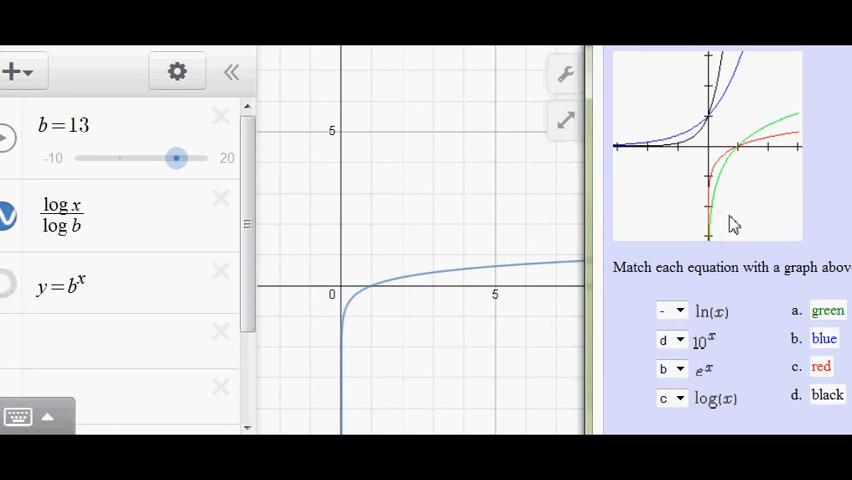 b=13
-10 20
log x
log b
y=b^x
5
0 5
Match each equation with a graph above
- ln(x) a. green
d 10^x b. blue
b e^x c. red
c log(x) d. black